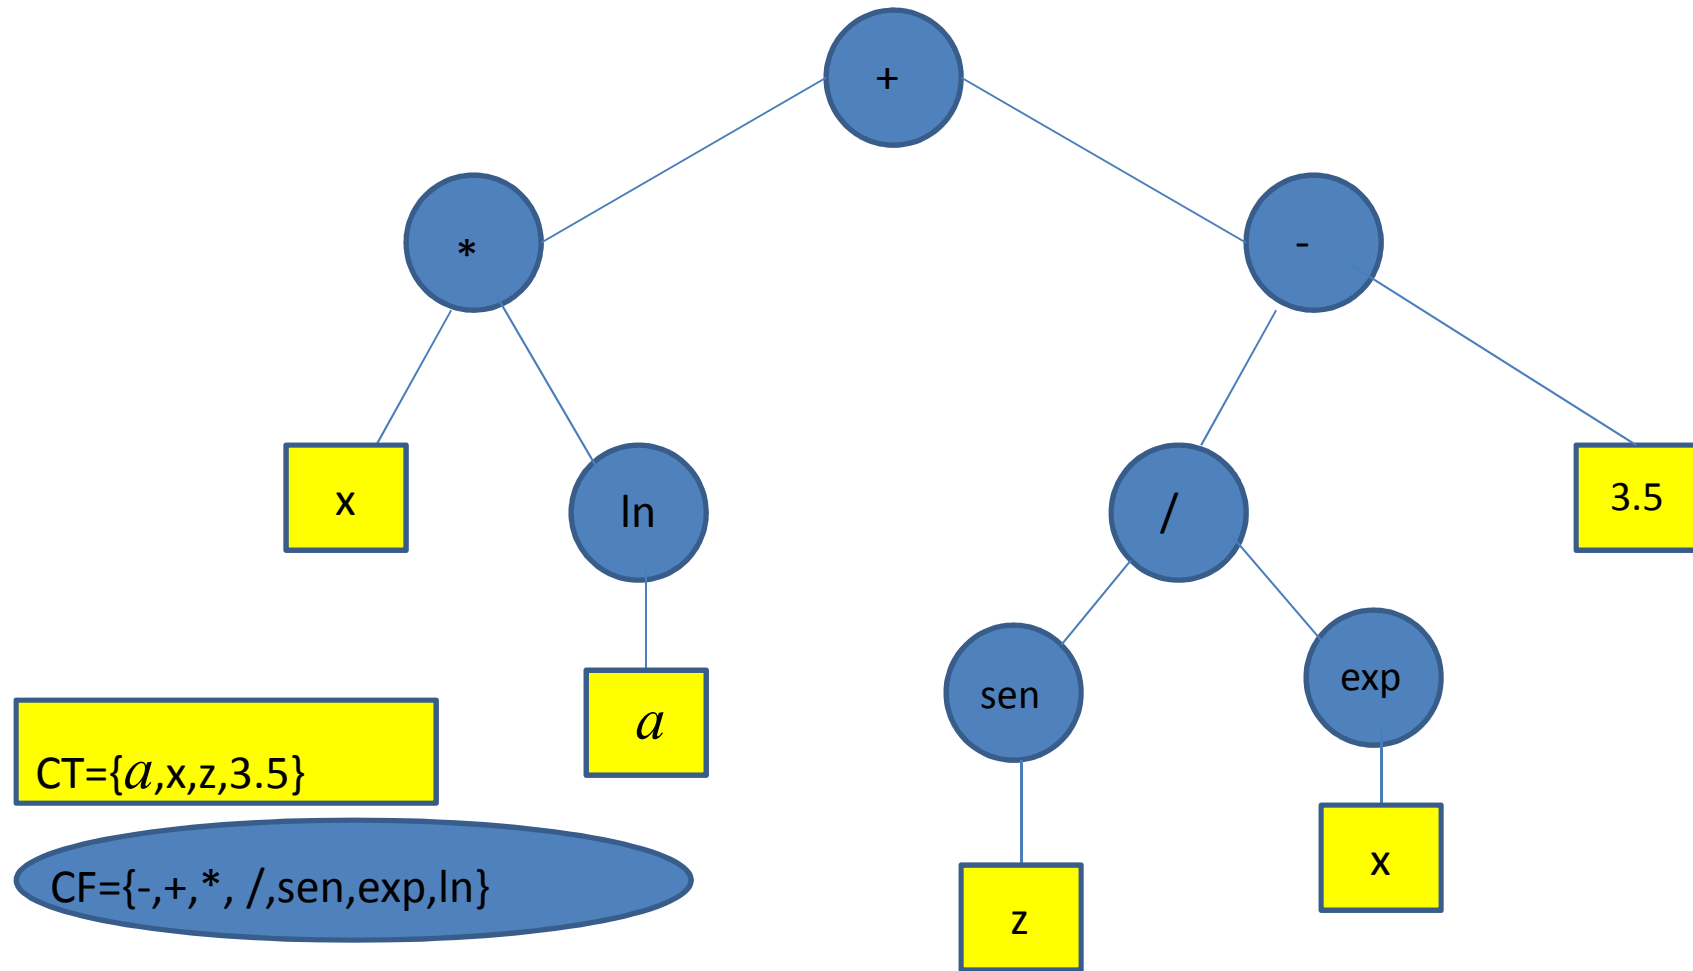 +
*
-
x
ln
/
3.5
sen
exp
a
CT={a,x,z,3.5}
x
CF={-,+,*, /,sen,exp,ln}
z